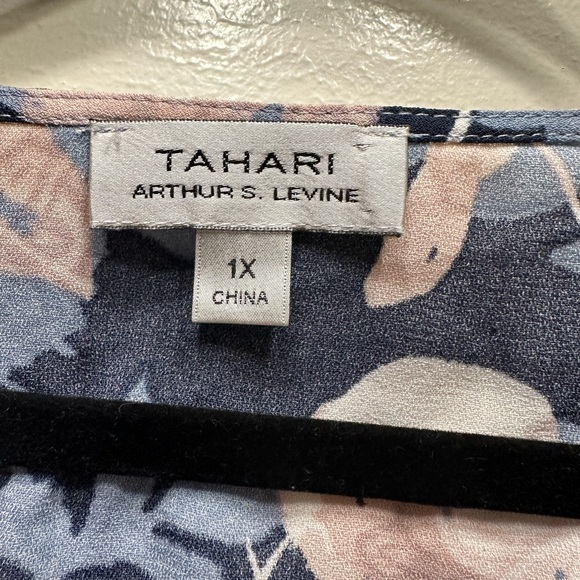 TAHARI
ARTHUR S. LEVINE
1X
CHINA